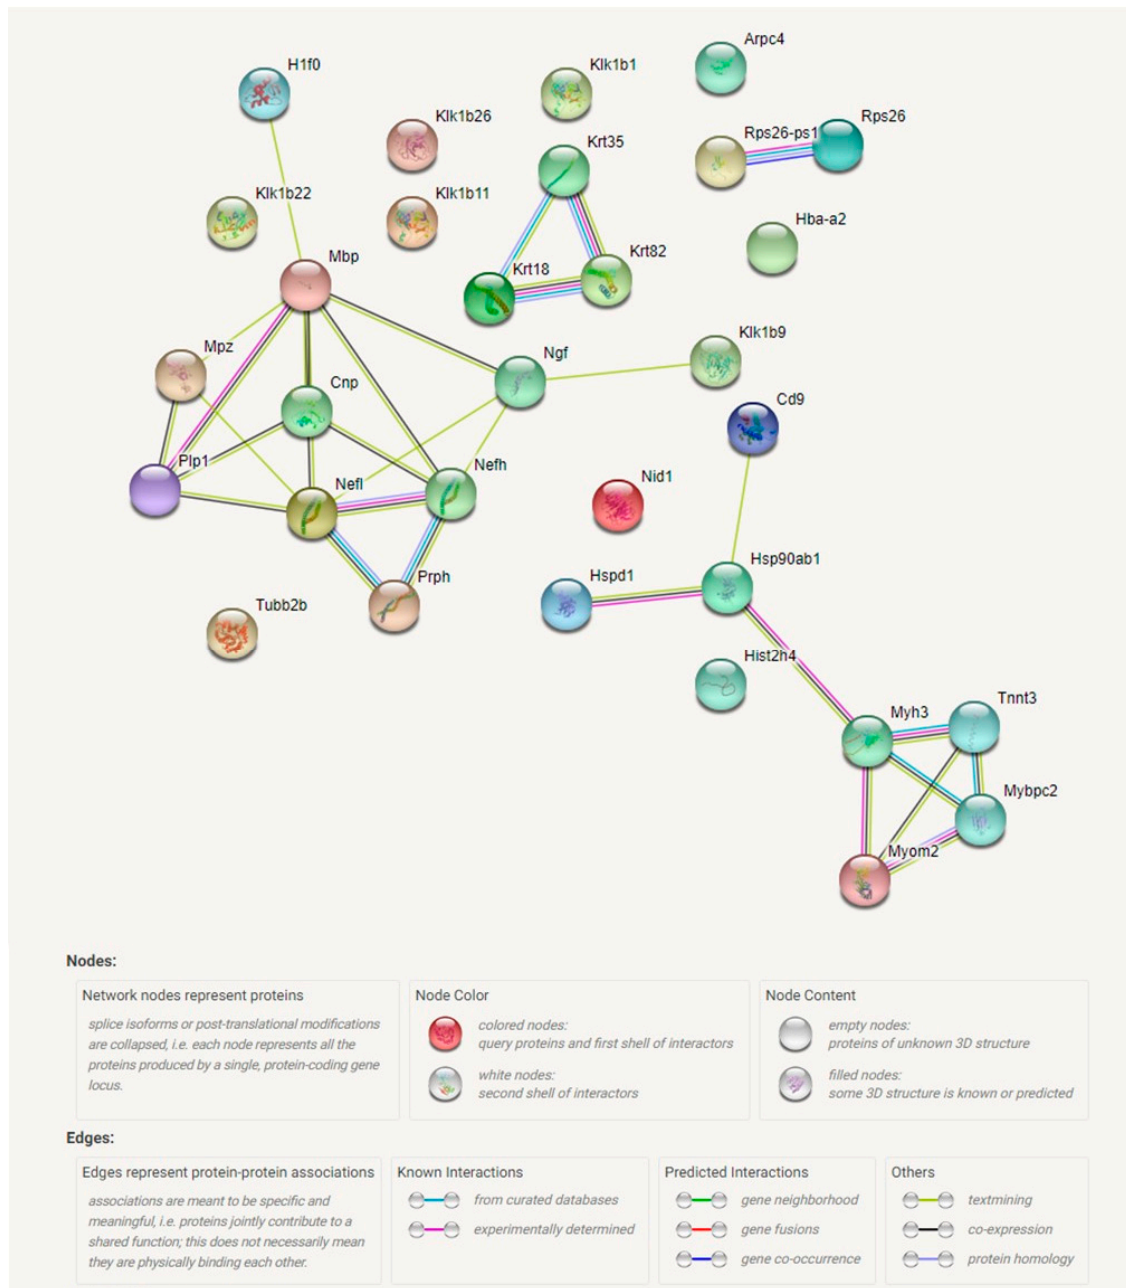 Arpc4
H1f0
Klk1b1
Klk1b26
Rps26
Rps26-ps1
Krt35
Klk1b22
Klk1b11
Hba-a2
Krt82
Mbp
Krt18
Klk1b9
Mpz
Ngf
Cnp
Cd9
Plp1
Nefh
Nefl
Nid1
Hsp90ab1
Prph
Hspd1
Tubb2b
Hist2h4
Tnnt3
Myh3
Mybpc2
Myom2
Nodes:
Network nodes represent proteins
splice isoforms or post-translational modifications
are collapsed, i.e. each node represents all the
proteins produced by a single, protein-coding gene
locus.
Node Color
colored nodes:
query proteins and first shell of interactors
white nodes:
second shell of interactors
Node Content
empty nodes:
proteins of unknown 3D structure
filled nodes:
some 3D structure is known or predicted
Edges:
Edges represent protein-protein associations
associations are meant to be specific and
meaningful, i.e. proteins jointly contribute to a
shared function; this does not necessarily mean
they are physically binding each other.
Known Interactions
from curated databases
experimentally determined
Predicted Interactions
gene neighborhood
gene fusions
gene co-occurrence
Others
textmining
co-expression
protein homology